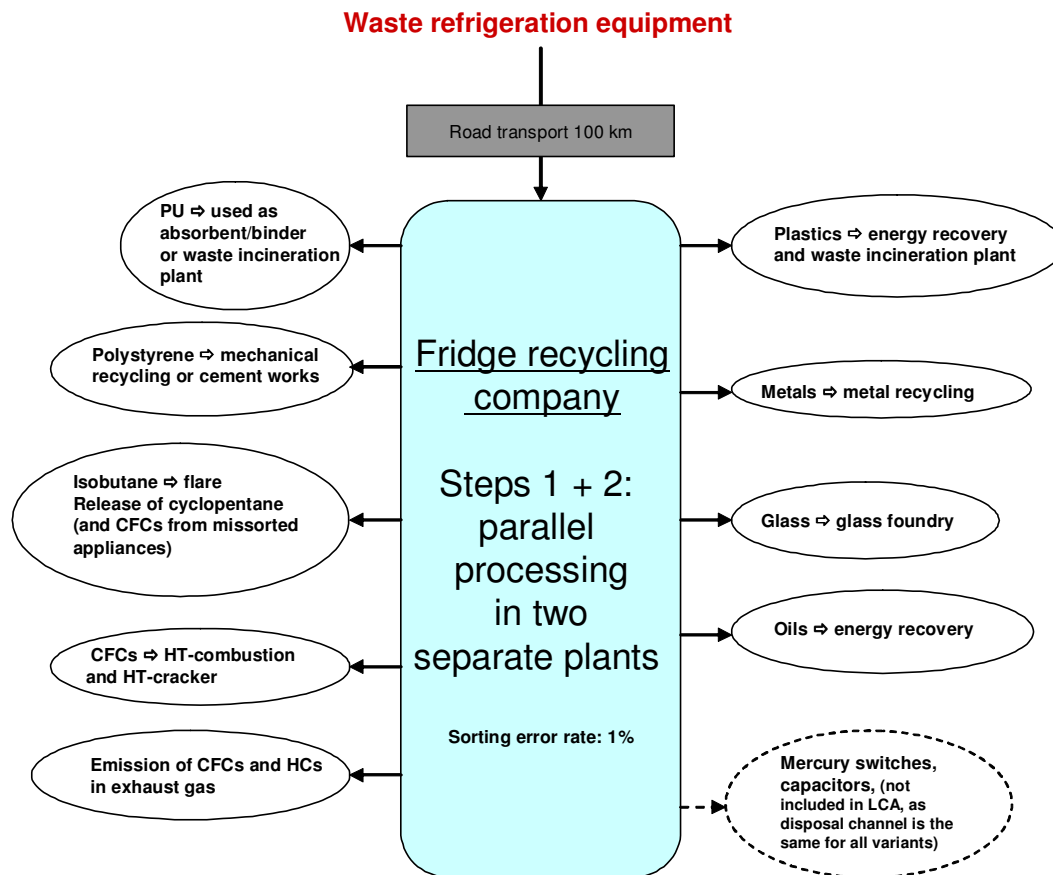 Waste refrigeration equipment
Road transport 100 km
PU ⇨ used as
absorbent/binder
or waste incineration
plant
Polystyrene ⇨ mechanical
recycling or cement works
Isobutane ⇨ flare
Release of cyclopentane
(and CFCs from missorted
appliances)
CFCs ⇨ HT-combustion
and HT-cracker
Emission of CFCs and HCs
in exhaust gas
Fridge recycling
company
Steps 1 + 2:
parallel
processing
in two
separate plants
Sorting error rate: 1%
Plastics ⇨ energy recovery
and waste incineration plant
Metals ⇨ metal recycling
Glass ⇨ glass foundry
Oils ⇨ energy recovery
Mercury switches,
capacitors, (not
included in LCA, as
disposal channel is the
same for all variants)